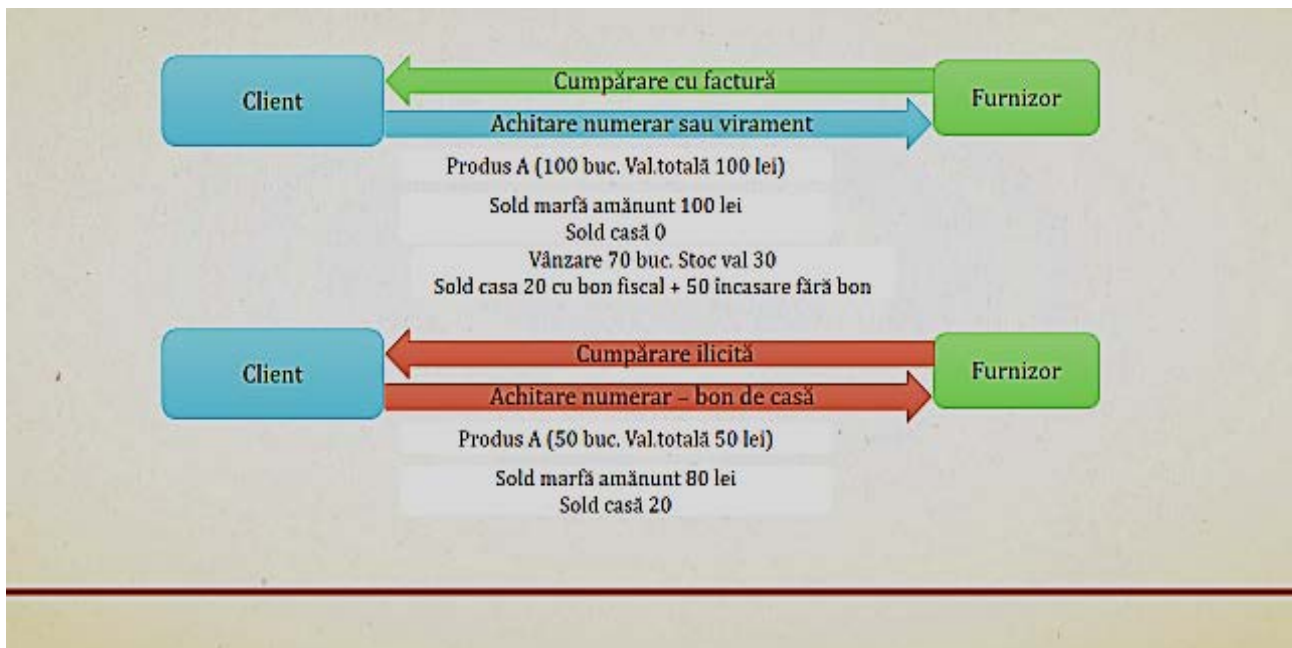 Client
Cumpărare cu factură
Furnizor
Achitare numerar sau virament
Produs A (100 buc. Val.totală 100 lei)
Sold marfă amănunt 100 lei
Sold casă 0
Vânzare 70 buc. Stoc val 30
Sold casa 20 cu bon fiscal + 50 încasare fără bon
Client
Cumpărare ilicită
Furnizor
Achitare numerar – bon de casă
Produs A (50 buc. Val.totală 50 lei)
Sold marfă amănunt 80 lei
Sold casă 20